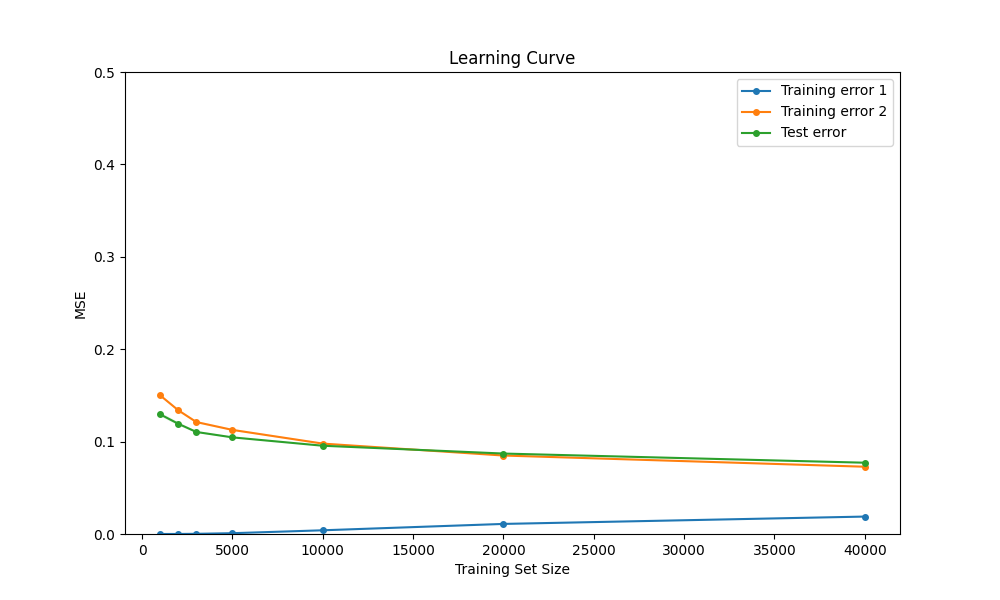 Learning Curve
Training error 1
Training error 2
Test error
MSE
0.5
0.4
0.3
0.2
0.1
0.0
0 5000 10000 15000 20000 25000 30000 35000 40000
Training Set Size